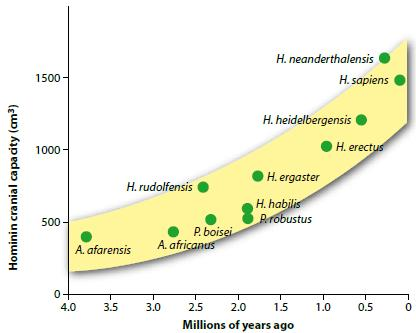 H. neanderthalensis
H. sapiens
H. heidelbergensis
H. erectus
H. ergaster
H. rudolfensis
H. habilis
P. robustus
P. boisei
A. africanus
A. afarensis
Hominin cranial capacity (cm³)
1500
1000
500
0
4.0 3.5 3.0 2.5 2.0 1.5 1.0 0.5 0
Millions of years ago